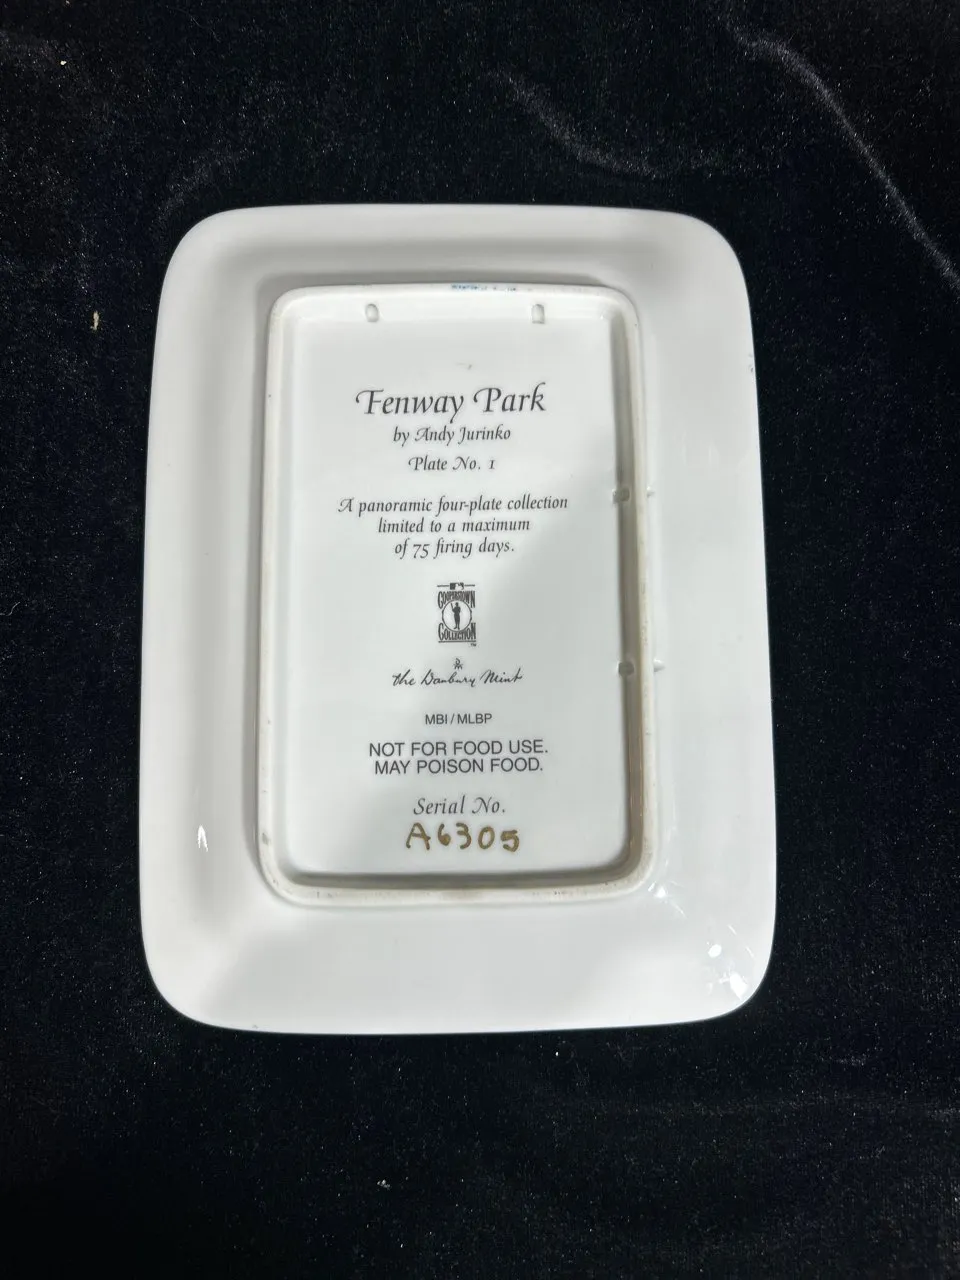 Fenway Park
by Andy Jurinko
Plate No. 1
A panoramic four-plate collection
limited to a maximum
of 75 firing days.
COOPERSTOWN
COLLECTION
the Danbury Mint
MBI / MLBP
NOT FOR FOOD USE.
MAY POISON FOOD.
Serial No.
A6305